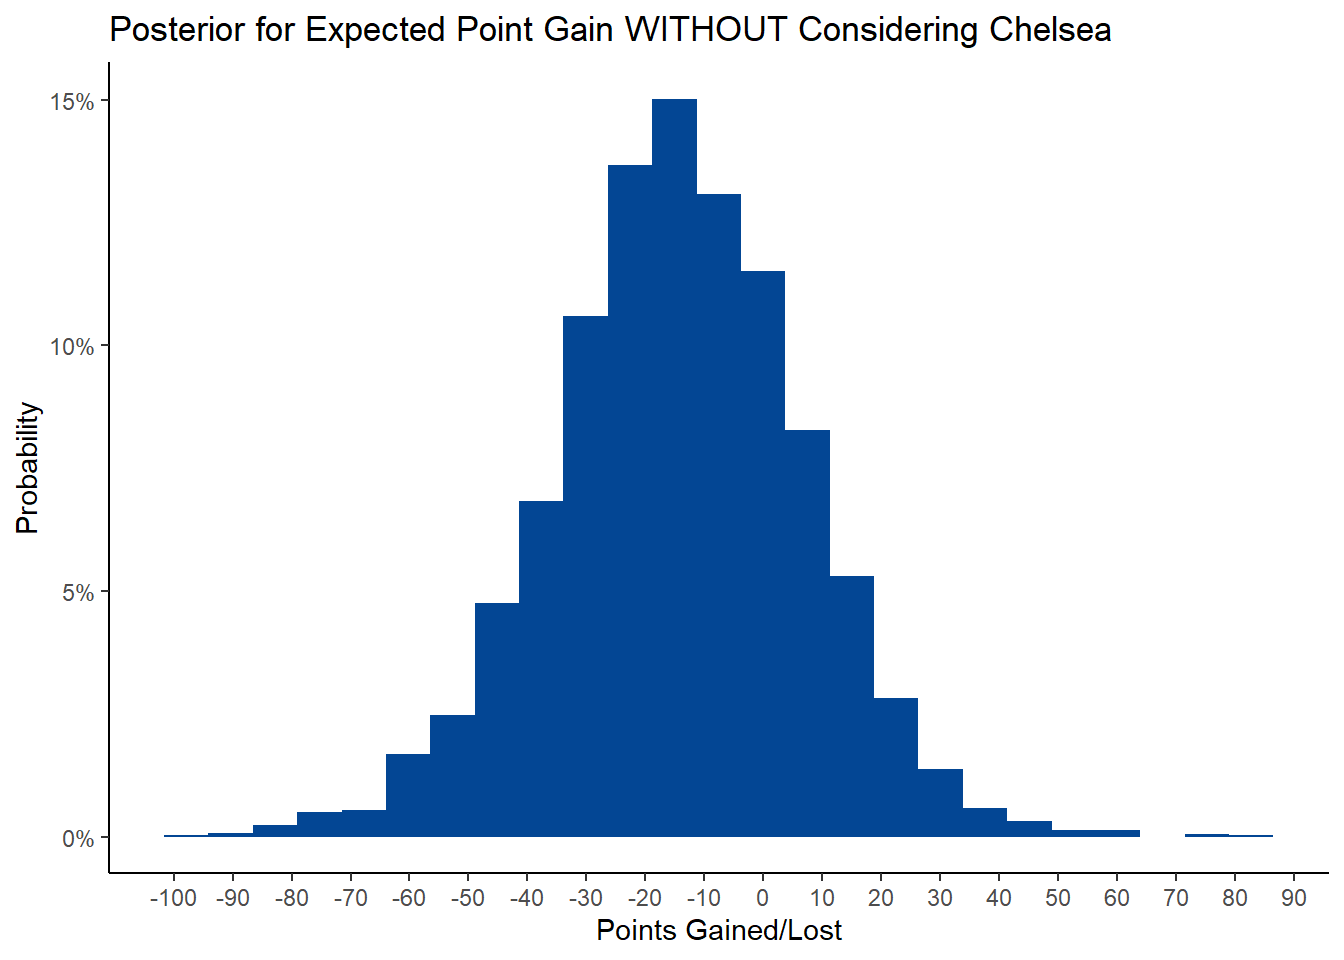 Posterior for Expected Point Gain WITHOUT Considering Chelsea
15%
10%
5%
0%
Probability
-100 -90 -80 -70 -60 -50 -40 -30 -20 -10 0 10 20 30 40 50 60 70 80 90
Points Gained/Lost